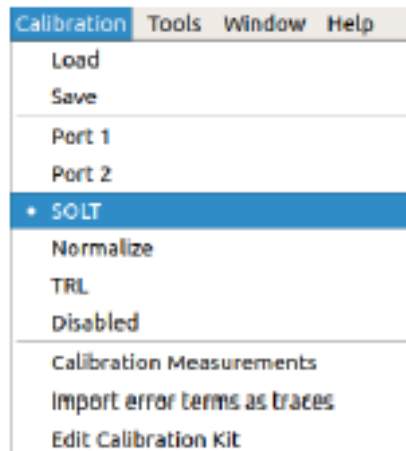 Calibration Tools Window Help
Load
Save
Port 1
Port 2
• SOLT
Normalize
TRL
Disabled
Calibration Measurements
Import error terms as traces
Edit Calibration Kit